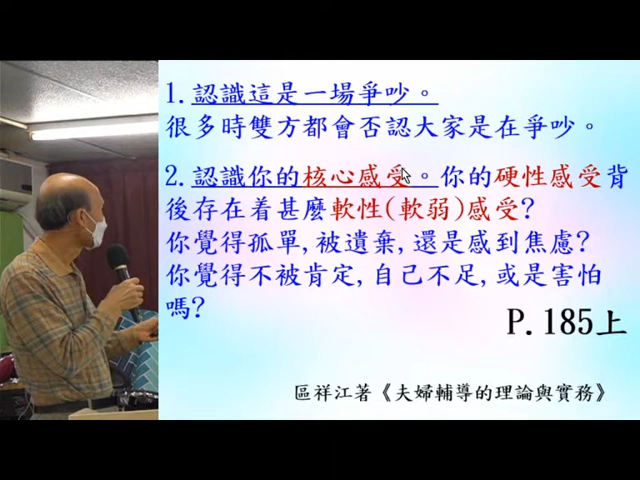 1.認識這是一場爭吵。
很多時雙方都會否認大家是在爭吵。
2.認識你的核心感受。你的硬性感受背
後存在着甚麼軟性(軟弱)感受?
你覺得孤單,被遺棄,還是感到焦慮?
你覺得不被肯定,自己不足,或是害怕
嗎?
P.185上
區祥江著《夫婦輔導的理論與實務》